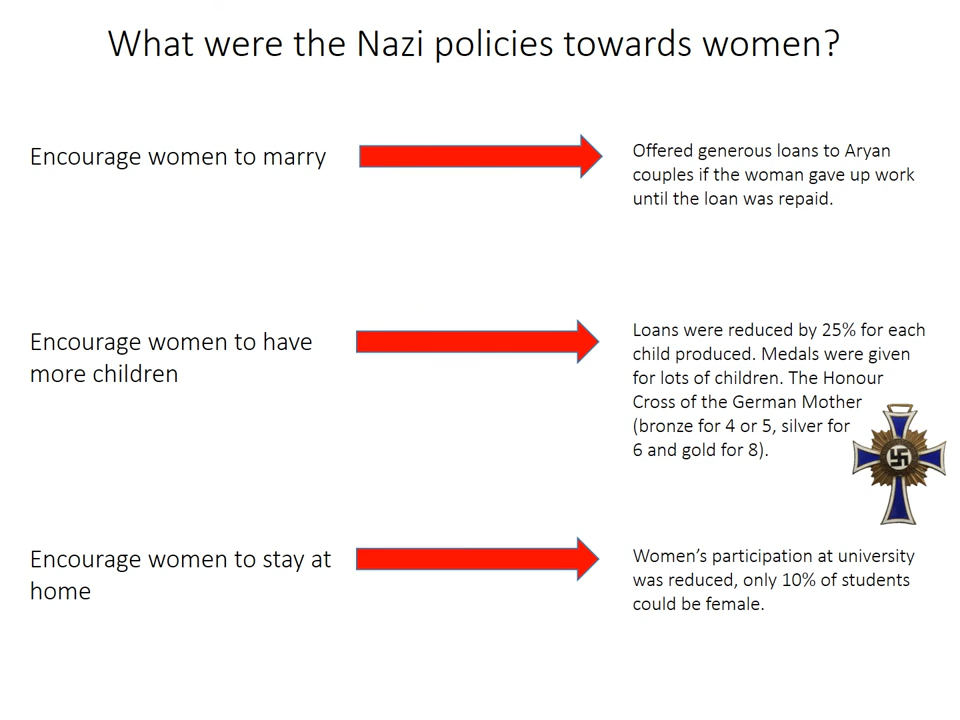 What were the Nazi policies towards women?
Encourage women to marry
Offered generous loans to Aryan
couples if the woman gave up work
until the loan was repaid.
Encourage women to have
more children
Loans were reduced by 25% for each
child produced. Medals were given
for lots of children. The Honour
Cross of the German Mother
(bronze for 4 or 5, silver for
6 and gold for 8).
Encourage women to stay at
home
Women’s participation at university
was reduced, only 10% of students
could be female.